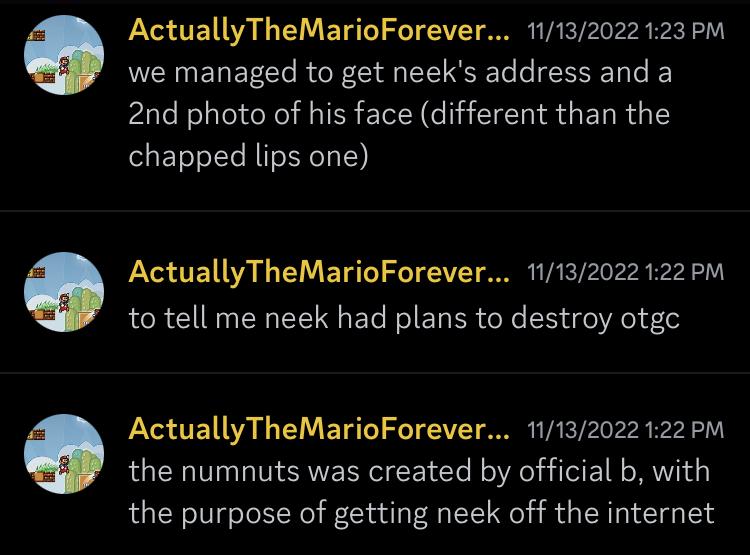 ActuallyTheMarioForever... 11/13/2022 1:23 PM
we managed to get neek's address and a
2nd photo of his face (different than the
chapped lips one)
ActuallyTheMarioForever... 11/13/2022 1:22 PM
to tell me neek had plans to destroy otgc
ActuallyTheMarioForever... 11/13/2022 1:22 PM
the numnuts was created by official b, with
the purpose of getting neek off the internet